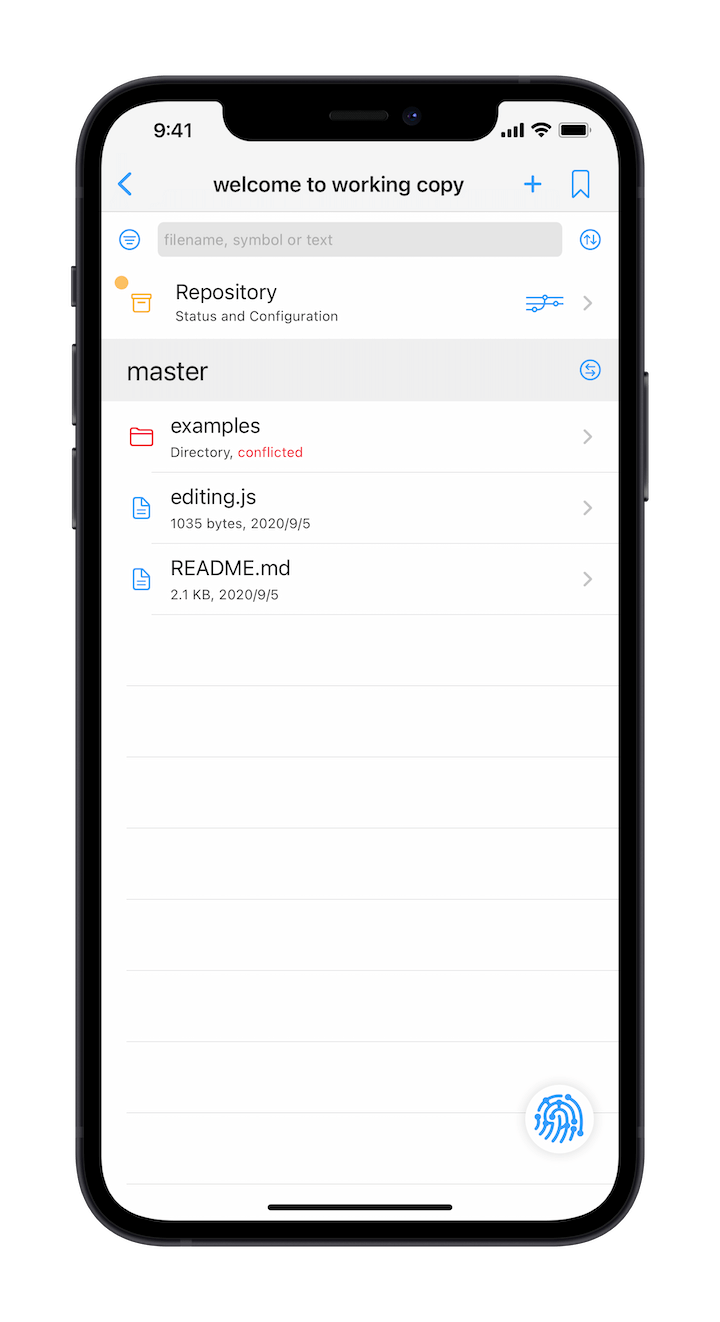 9:41
welcome to working copy
filename, symbol or text
Repository
Status and Configuration
master
examples
Directory, conflicted
editing.js
1035 bytes, 2020/9/5
README.md
2.1 KB, 2020/9/5